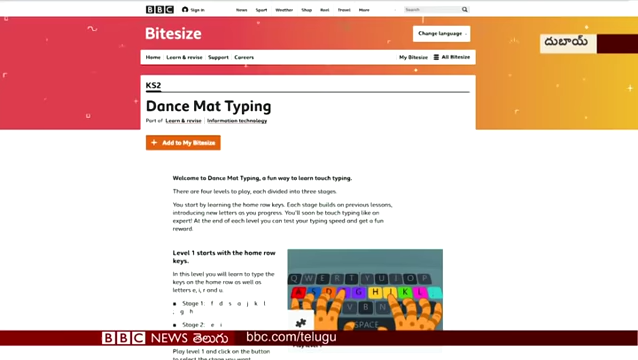 BBC Sign in News Sport Weather Shop Reel Travel More Search
Bitesize
Change language
దుబాయ్
Home Learn & revise Support Careers My Bitesize All Bitesize
KS2
Dance Mat Typing
Part of Learn & revise Information technology
+ Add to My Bitesize
Welcome to Dance Mat Typing, a fun way to learn touch typing.
There are four levels to play, each divided into three stages.
You start by learning the home row keys. Each stage builds on previous lessons,
introducing new letters as you progress. You'll soon be touch typing like an
expert! At the end of each level you can test your typing speed and get a fun
reward.
Level 1 starts with the home row
keys.
In this level you will learn to type
the keys on the home row as well as
letters e, i, r and u.
Stage 1: f d s a j k l
; g h
Stage 2: e i
Q W E R T Y U I O P
A S D G H J K L
V B N
SPACE
BBC NEWS తెలుగు bbc.com/telugu
Play level 1 and click on the button
to select the stage you want.